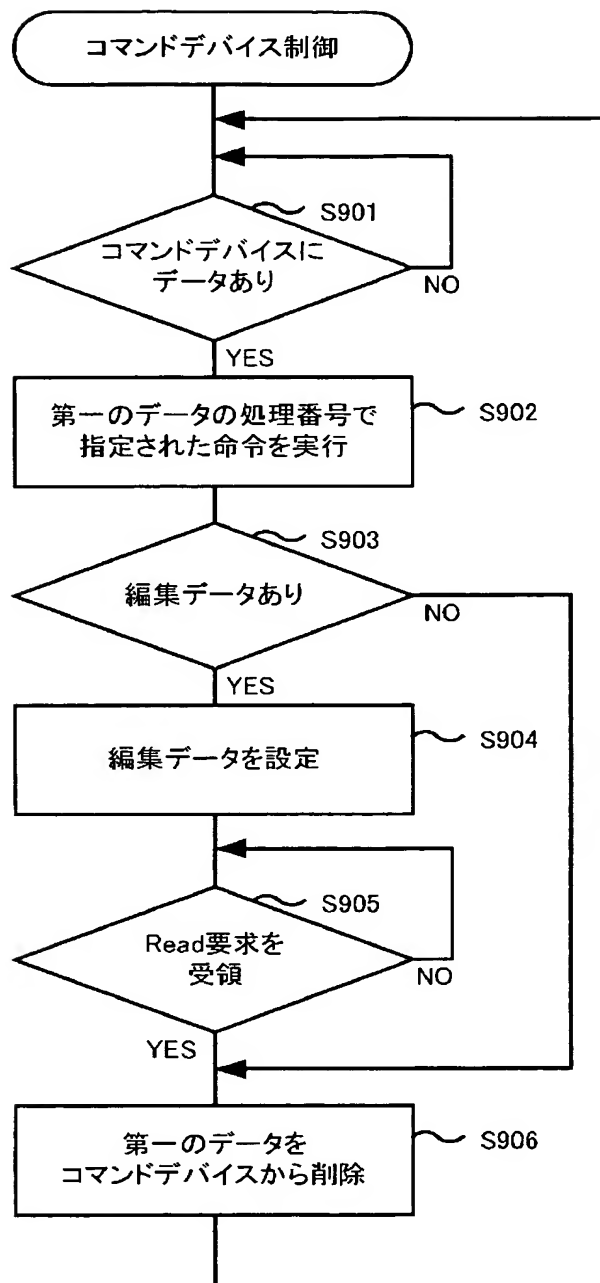 コマンドデバイス制御
S901
コマンドデバイスに
データあり
NO
YES
第一のデータの処理番号で
指定された命令を実行
S902
S903
編集データあり
NO
YES
編集データを設定
S904
S905
Read要求を
受領
NO
YES
第一のデータを
コマンドデバイスから削除
S906